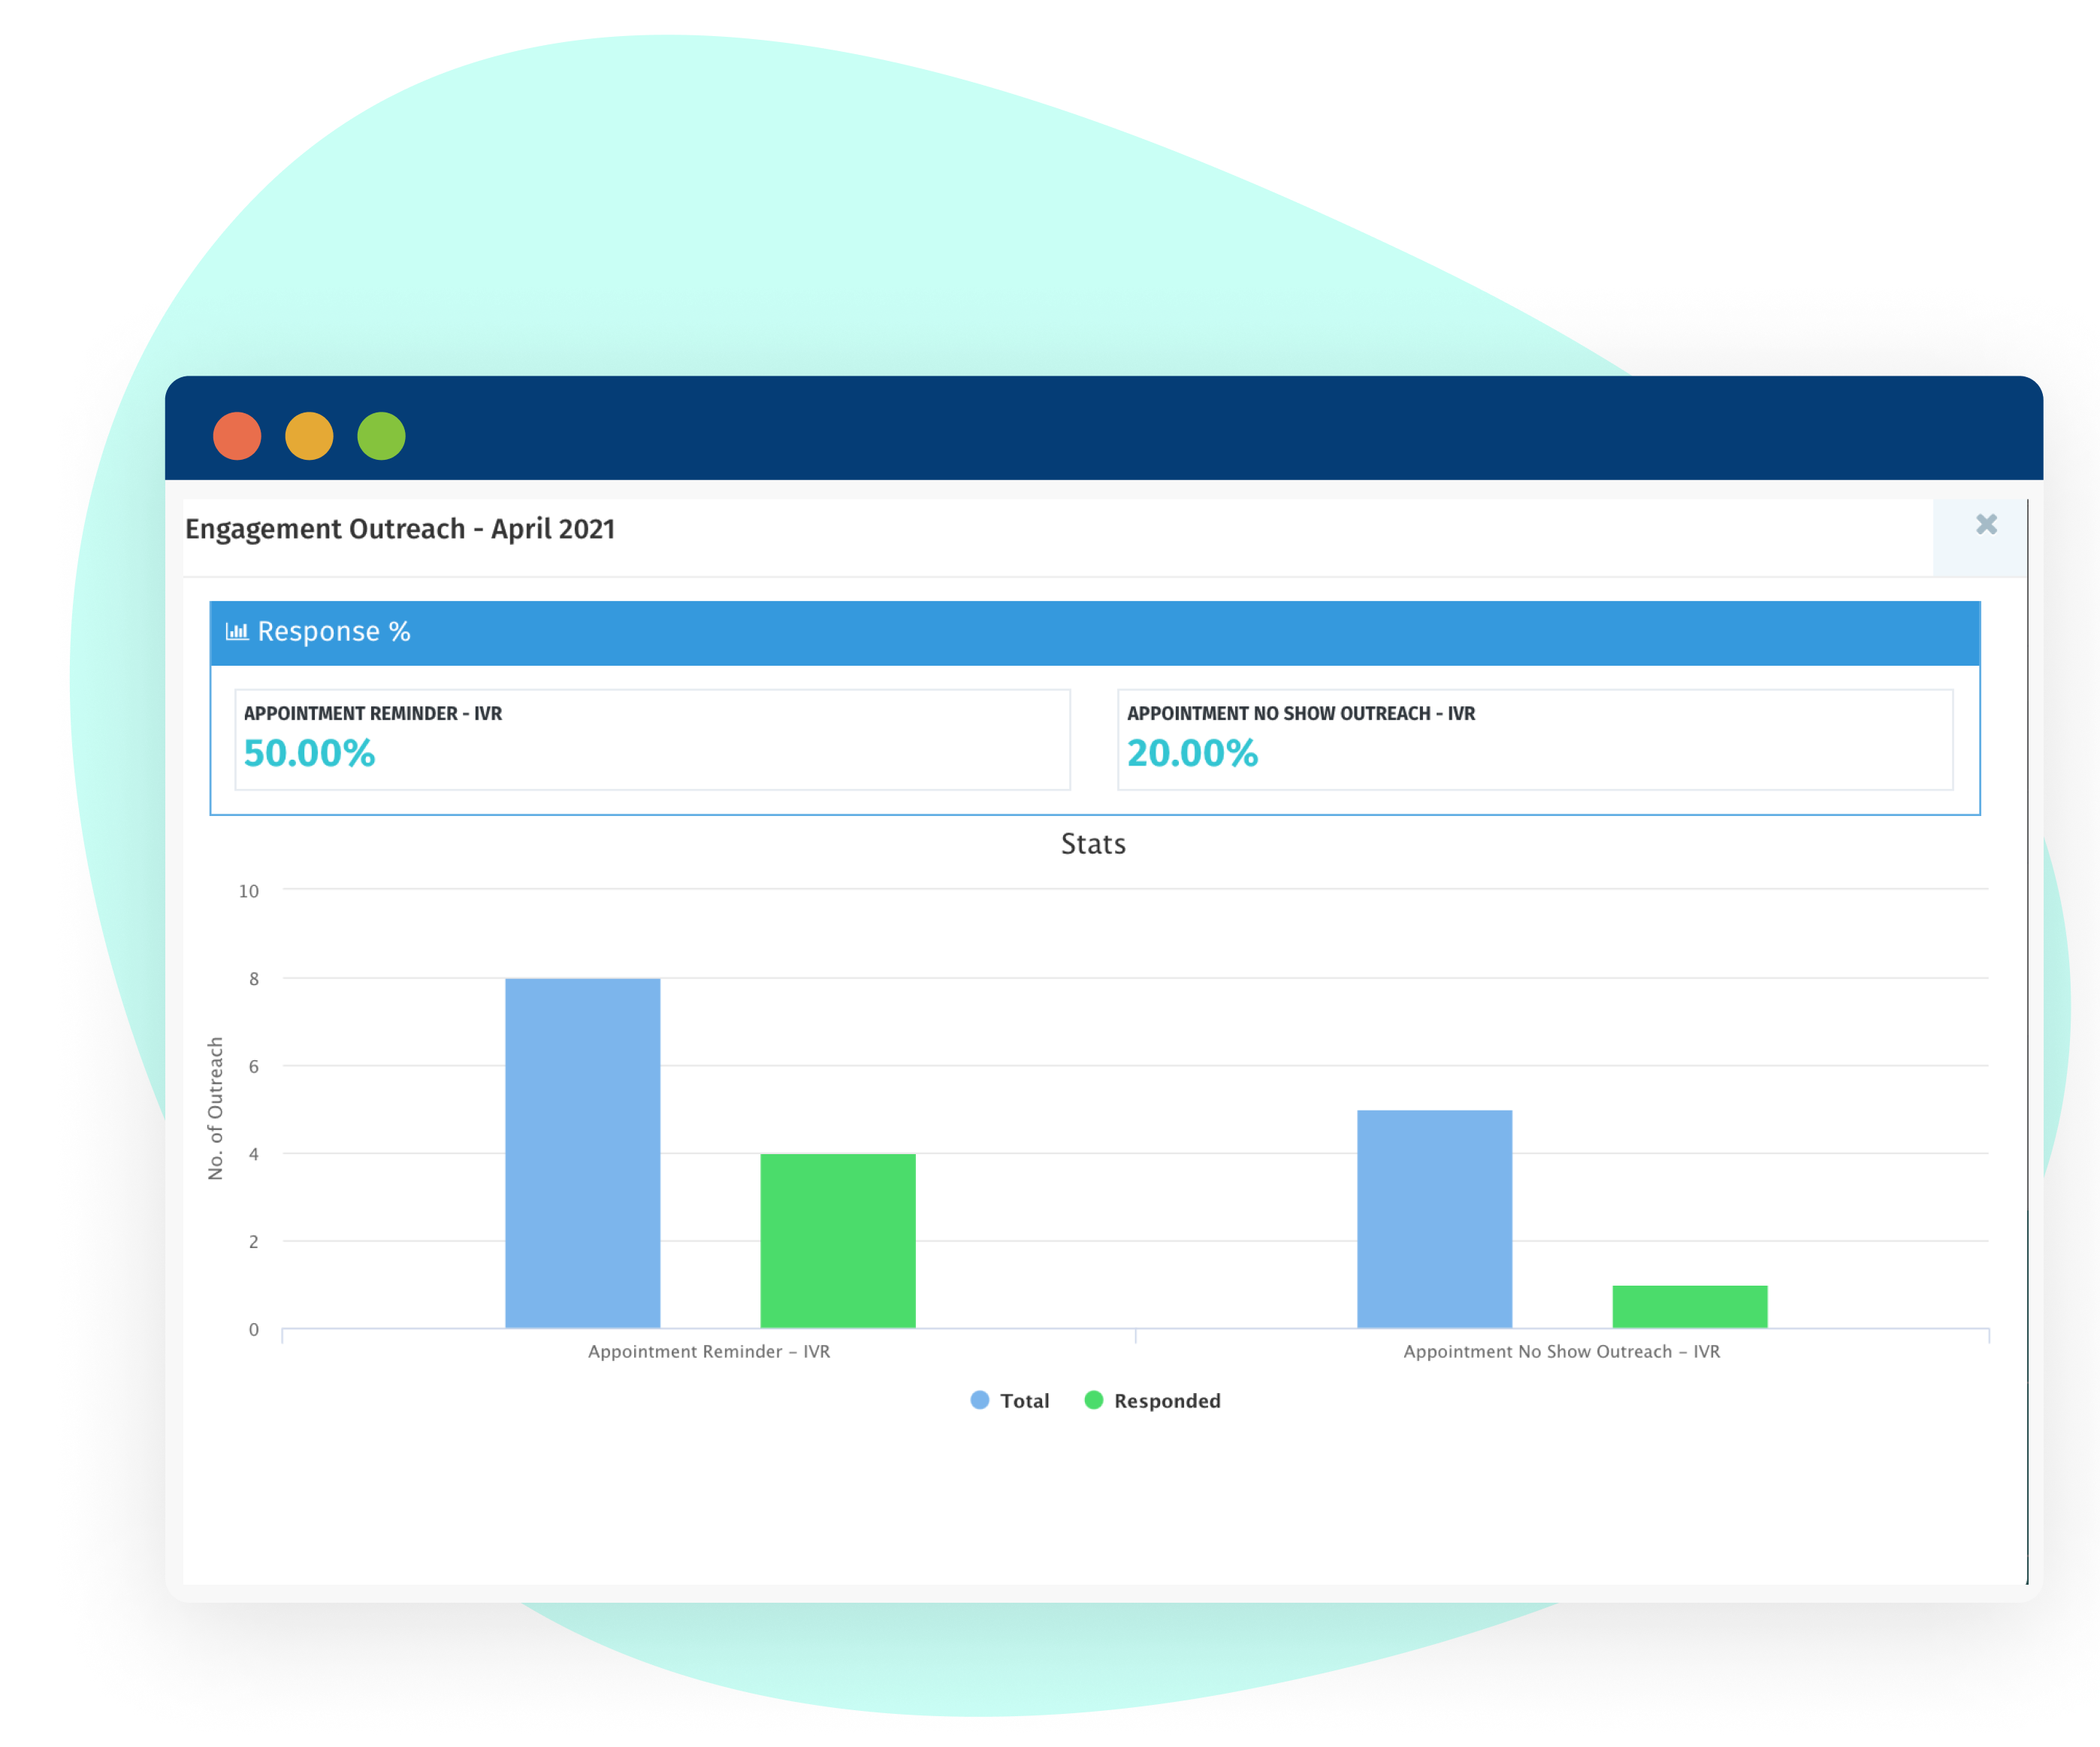 Engagement Outreach - April 2021
Response %
APPOINTMENT REMINDER - IVR
50.00%
APPOINTMENT NO SHOW OUTREACH - IVR
20.00%
Stats
No. of Outreach
10
8
6
4
2
0
Appointment Reminder – IVR
Appointment No Show Outreach – IVR
Total
Responded